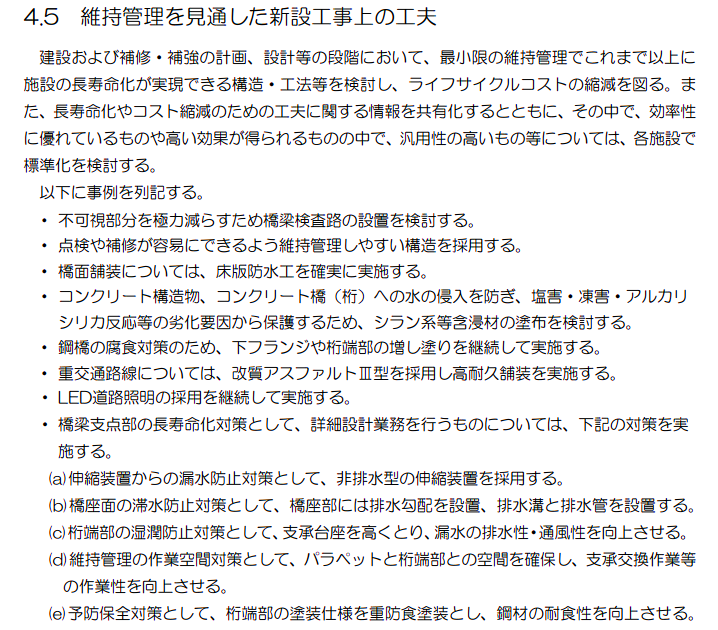 4.5　維持管理を見通した新設工事上の工夫
　建設および補修・補強の計画、設計等の段階において、最小限の維持管理でこれまで以上に
施設の長寿命化が実現できる構造・工法等を検討し、ライフサイクルコストの縮減を図る。ま
た、長寿命化やコスト縮減のための工夫に関する情報を共有化するとともに、その中で、効率性
に優れているものや高い効果が得られるものの中で、汎用性の高いもの等については、各施設で
標準化を検討する。
　以下に事例を列記する。
・ 不可視部分を極力減らすため橋梁検査路の設置を検討する。
・ 点検や補修が容易にできるよう維持管理しやすい構造を採用する。
・ 橋面舗装については、床版防水工を確実に実施する。
・ コンクリート構造物、コンクリート橋（桁）への水の侵入を防ぎ、塩害・凍害・アルカリ
シリカ反応等の劣化要因から保護するため、シラン系等含浸材の塗布を検討する。
・ 鋼橋の腐食対策のため、下フランジや桁端部の増し塗りを継続して実施する。
・ 重交通路線については、改質アスファルトⅢ型を採用し高耐久舗装を実施する。
・ LED道路照明の採用を継続して実施する。
・ 橋梁支点部の長寿命化対策として、詳細設計業務を行うものについては、下記の対策を実
施する。
(a)伸縮装置からの漏水防止対策として、非排水型の伸縮装置を採用する。
(b)橋座面の滞水防止対策として、橋座部には排水勾配を設置、排水溝と排水管を設置する。
(c)桁端部の湿潤防止対策として、支承台座を高くとり、漏水の排水性・通風性を向上させる。
(d)維持管理の作業空間対策として、パラペットと桁端部との空間を確保し、支承交換作業等
の作業性を向上させる。
(e)予防保全対策として、桁端部の塗装仕様を重防食塗装とし、鋼材の耐食性を向上させる。